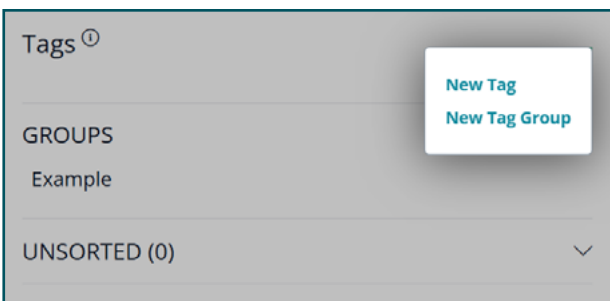 Tags
New Tag
New Tag Group
GROUPS
Example
UNSORTED (0)